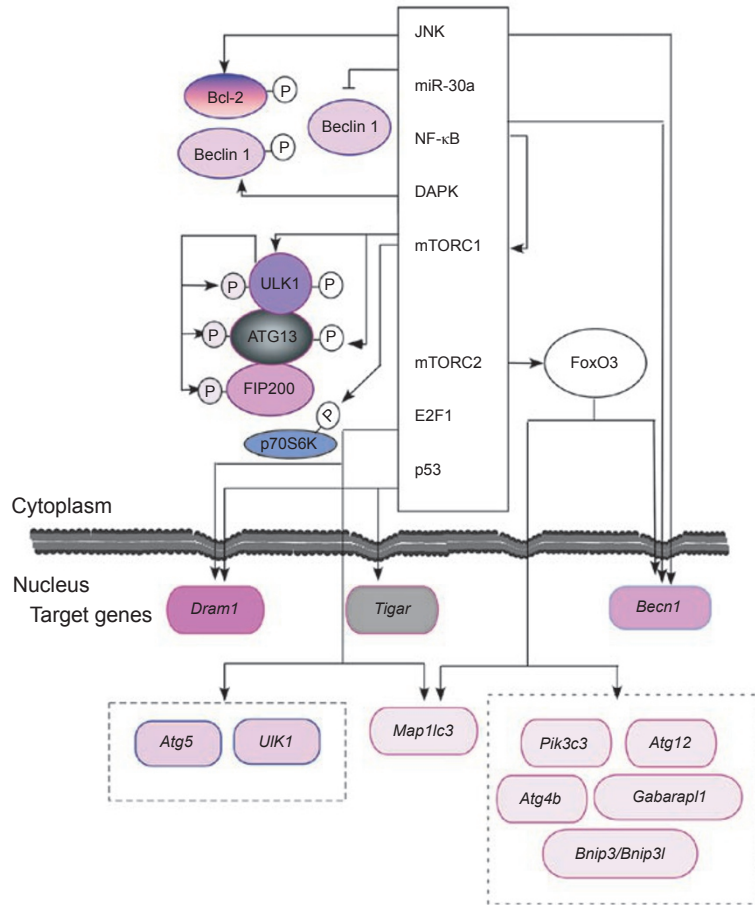 JNK
miR-30a
NF-κB
DAPK
mTORC1
mTORC2
E2F1
p53
Bcl-2
P
Beclin 1
P
Beclin 1
P
ULK1
P
P
ATG13
P
P
FIP200
P
p70S6K
FoxO3
Cytoplasm
Nucleus
Target genes
Dram1
Tigar
Becn1
Atg5
UlK1
Map1lc3
Pik3c3
Atg12
Atg4b
Gabarapl1
Bnip3/Bnip3l